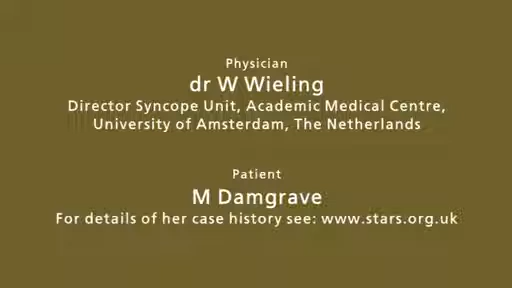 Physician
dr W Wieling
Director Syncope Unit, Academic Medical Centre,
University of Amsterdam, The Netherlands
Patient
M Damgrave
For details of her case history see: www.stars.org.uk